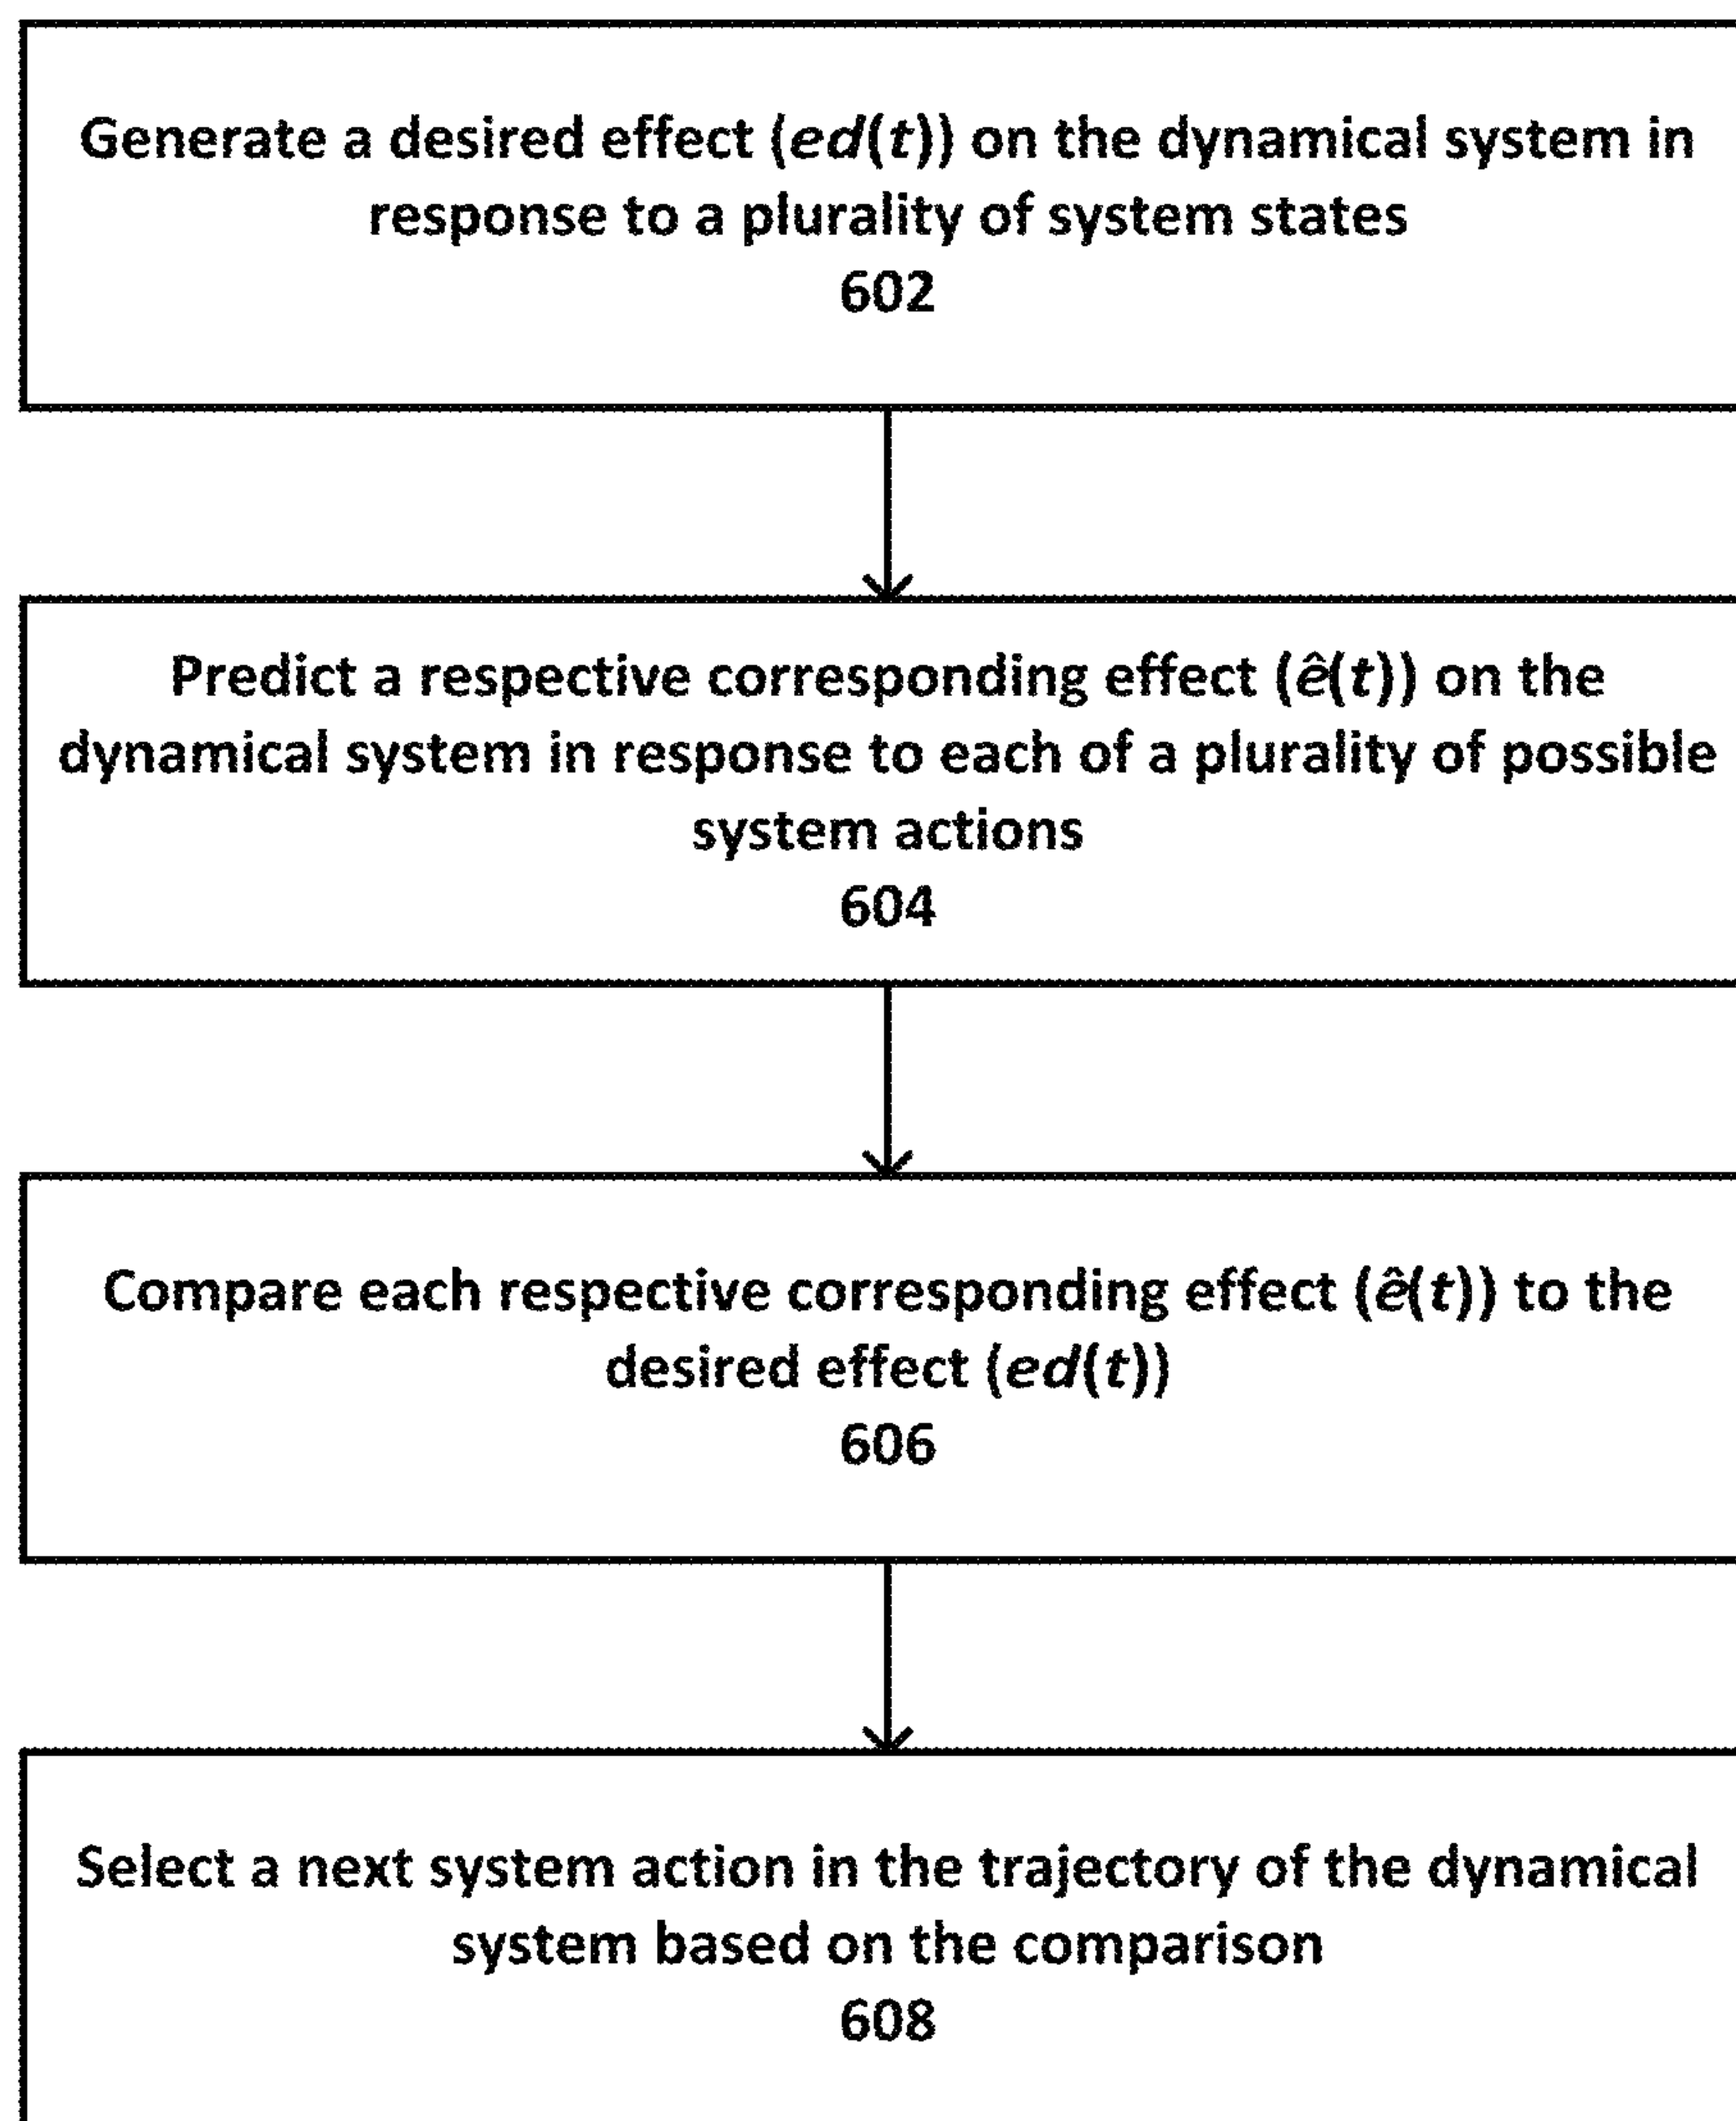 Generate a desired effect (ed(t)) on the dynamical system in
response to a plurality of system states
602
Predict a respective corresponding effect (ê(t)) on the
dynamical system in response to each of a plurality of possible
system actions
604
Compare each respective corresponding effect (ê(t)) to the
desired effect (ed(t))
606
Select a next system action in the trajectory of the dynamical
system based on the comparison
608